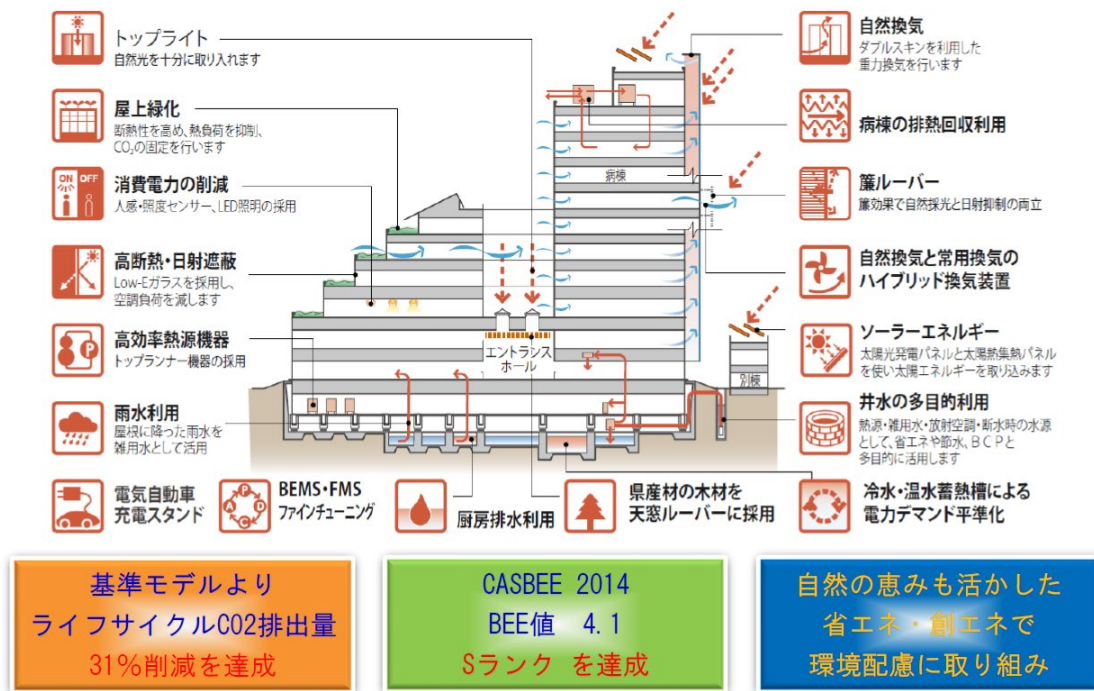 トップライト
自然光を十分に取り入れます
屋上緑化
断熱性を高め、熱負荷を抑制、
CO₂の固定を行います
ON OFF
消費電力の削減
人感・照度センサー、LED照明の採用
高断熱・日射遮蔽
Low-Eガラスを採用し、
空調負荷を減します
P
高効率熱源機器
トップランナー機器の採用
雨水利用
屋根に降った雨水を
雑用水として活用
病棟
エントランス
ホール
別棟
自然換気
ダブルスキンを利用した
重力換気を行います
病棟の排熱回収利用
簾ルーバー
簾効果で自然採光と日射抑制の両立
自然換気と常用換気の
ハイブリッド換気装置
ソーラーエネルギー
太陽光発電パネルと太陽熱集熱パネル
を使い太陽エネルギーを取り込みます
井水の多目的利用
熱源・雑用水・放射空調・断水時の水源
として、省エネや節水、BCPと
多目的に活用します
電気自動車
充電スタンド
P
D
C
A
BEMS・FMS
ファインチューニング
厨房排水利用
県産材の木材を
天窓ルーバーに採用
冷水・温水蓄熱槽による
電力デマンド平準化
基準モデルより
ライフサイクルCO2排出量
31%削減を達成
CASBEE 2014
BEE値 4.1
Sランク を達成
自然の恵みも活かした
省エネ・創エネで
環境配慮に取り組み